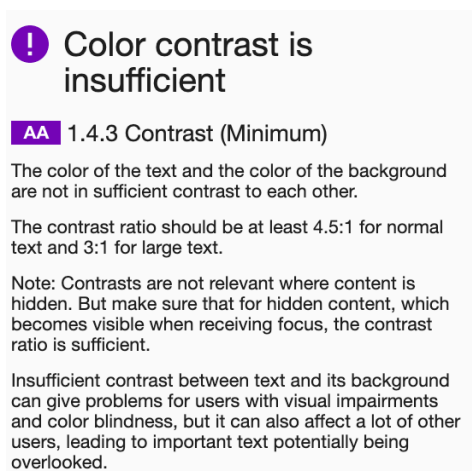 !
Color contrast is
insufficient
AA 1.4.3 Contrast (Minimum)
The color of the text and the color of the background
are not in sufficient contrast to each other.
The contrast ratio should be at least 4.5:1 for normal
text and 3:1 for large text.
Note: Contrasts are not relevant where content is
hidden. But make sure that for hidden content, which
becomes visible when receiving focus, the contrast
ratio is sufficient.
Insufficient contrast between text and its background
can give problems for users with visual impairments
and color blindness, but it can also affect a lot of other
users, leading to important text potentially being
overlooked.